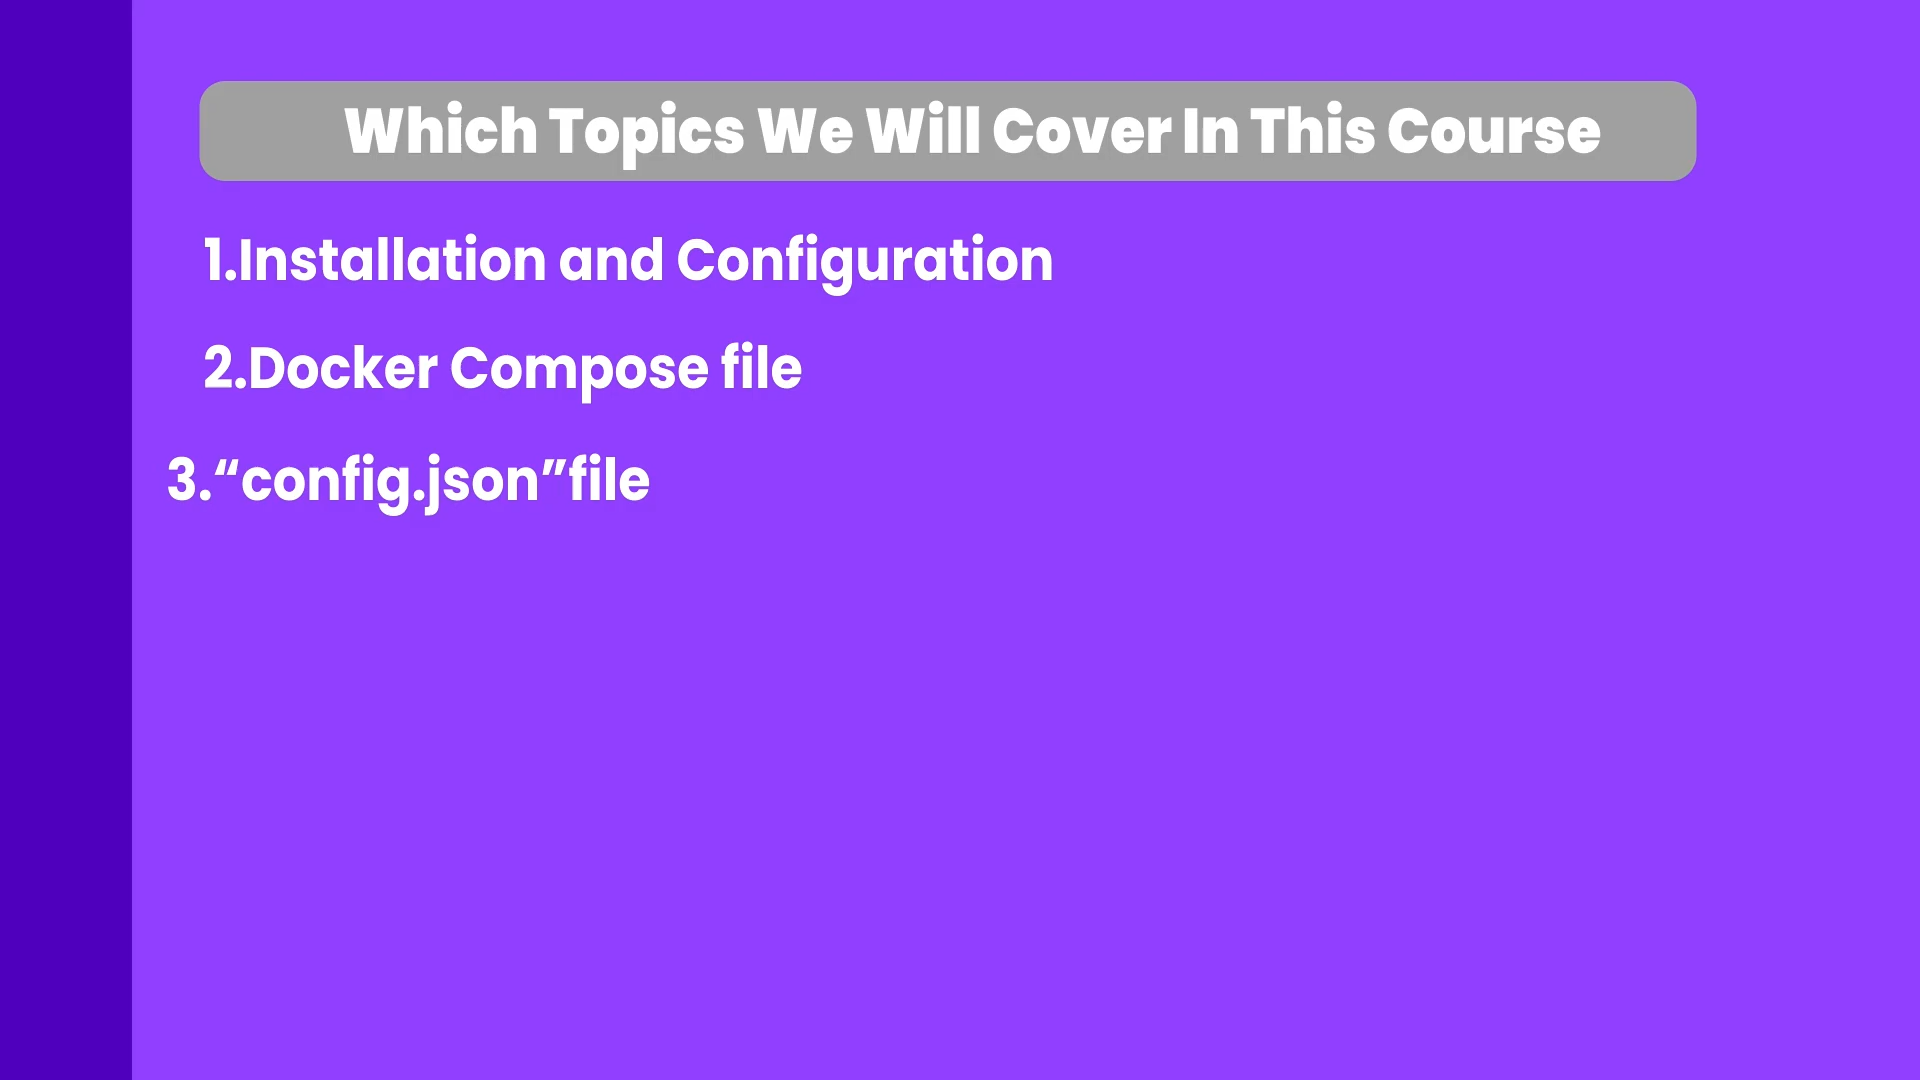 Which Topics We Will Cover In This Course
1.Installation and Configuration
2.Docker Compose file
3.“config.json”file